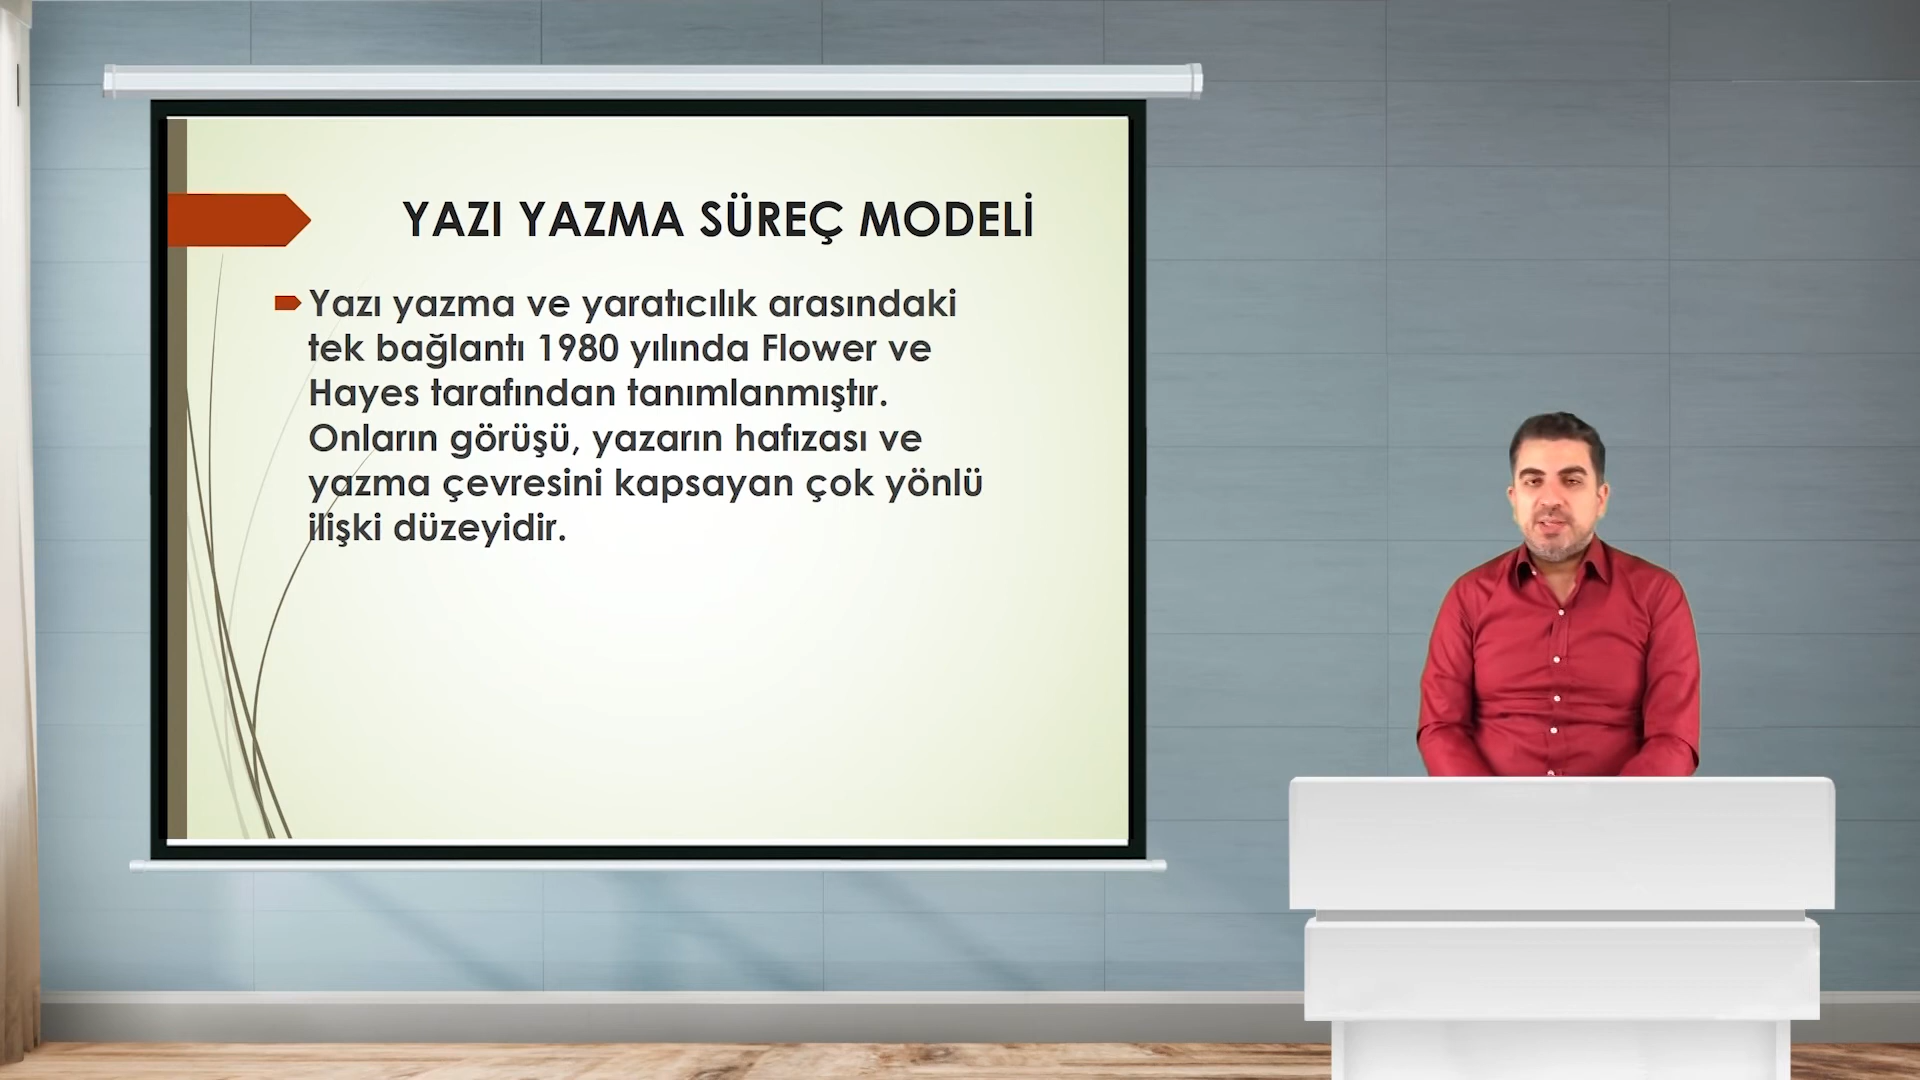 YAZI YAZMA SÜREÇ MODELİ
Yazı yazma ve yaratıcılık arasındaki
tek bağlantı 1980 yılında Flower ve
Hayes tarafından tanımlanmıştır.
Onların görüşü, yazarın hafızası ve
yazma çevresini kapsayan çok yönlü
ilişki düzeyidir.